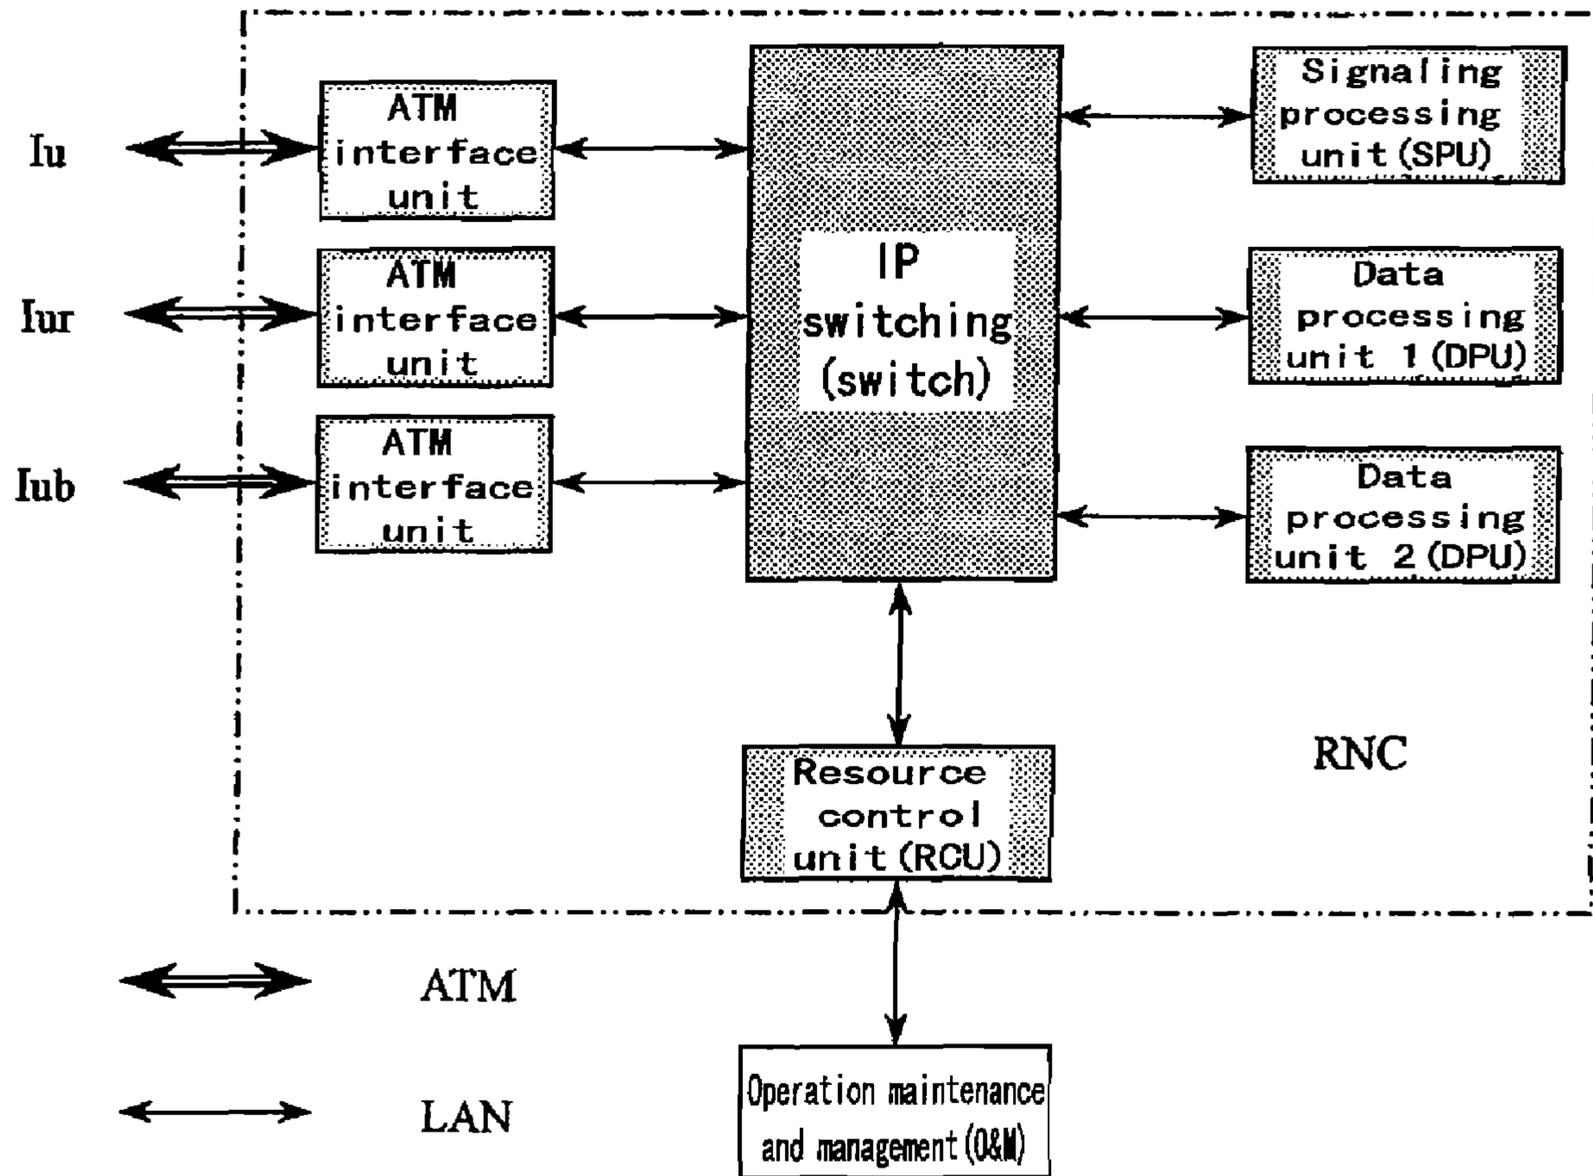 Iu
ATM
interface
unit
Iur
ATM
interface
unit
Iub
ATM
interface
unit
IP
switching
(switch)
Signaling
processing
unit(SPU)
Data
processing
unit 1(DPU)
Data
processing
unit 2(DPU)
Resource
control
unit(RCU)
RNC
ATM
LAN
Operation maintenance
and management(O&M)